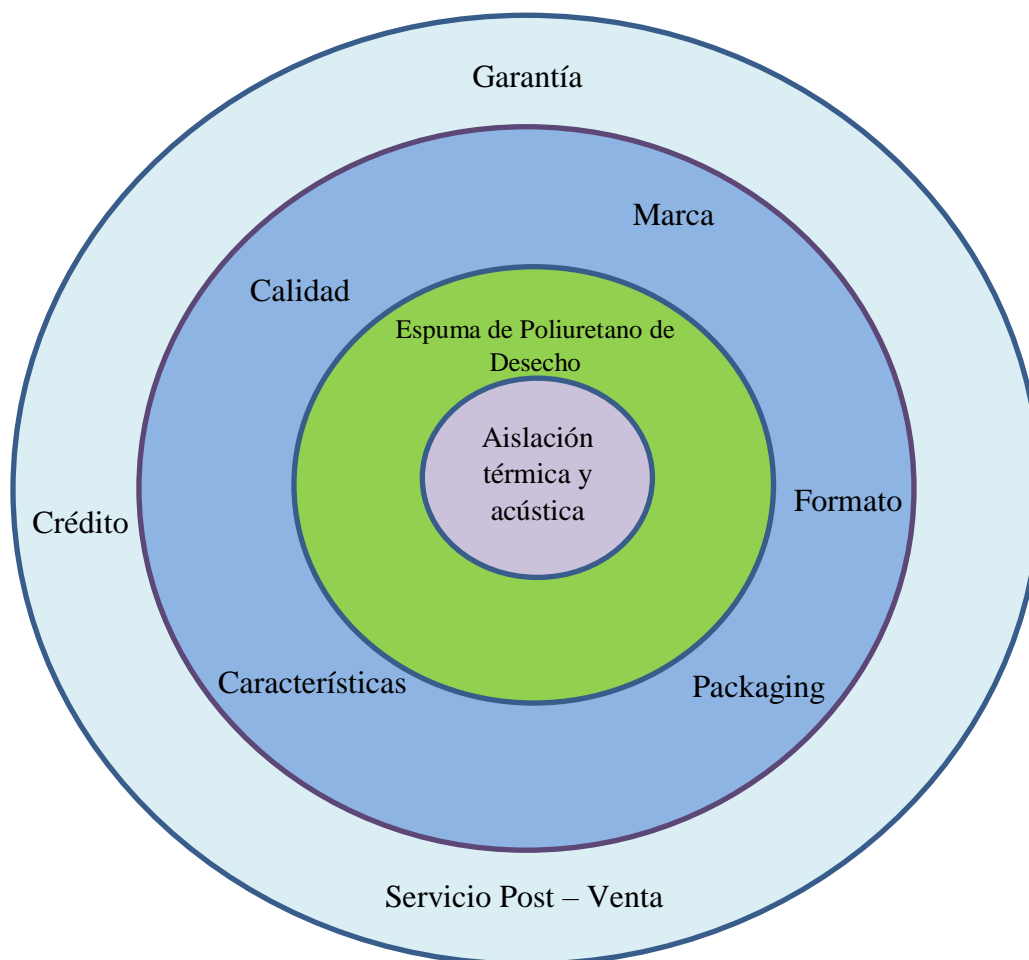 Garantía
Marca
Calidad
Espuma de Poliuretano de
Desecho
Aislación
térmica y
acústica
Formato
Crédito
Características
Packaging
Servicio Post – Venta